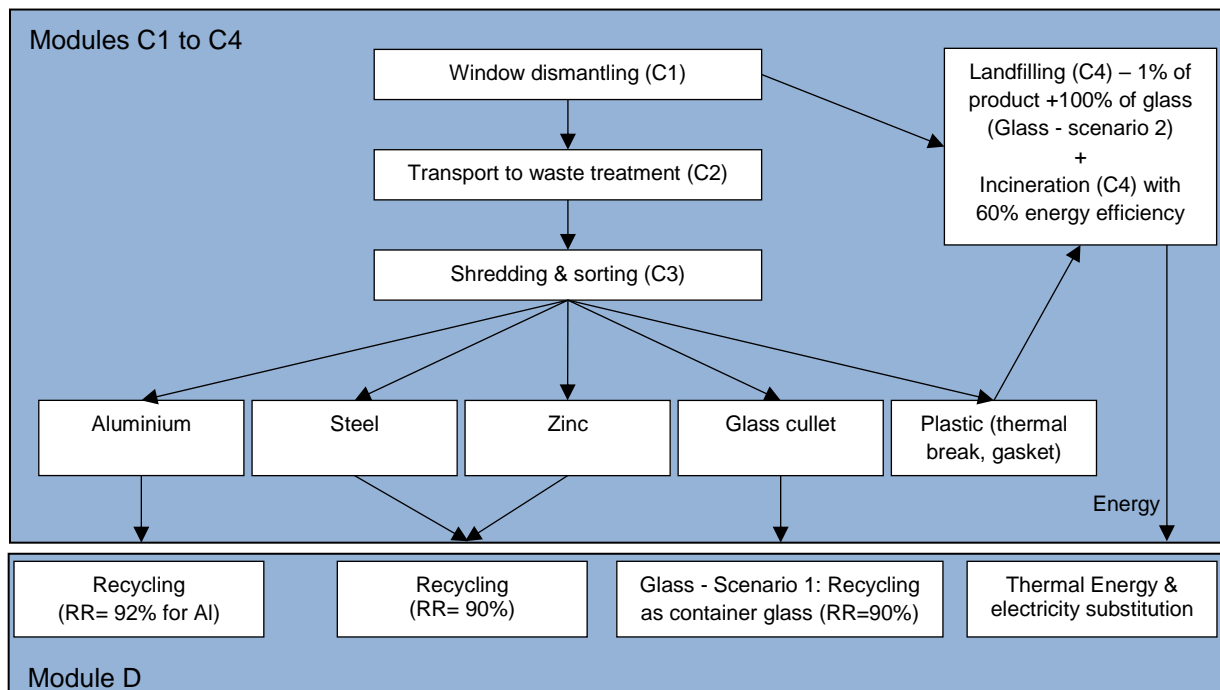 Modules C1 to C4
Window dismantling (C1)
Landfilling (C4) – 1% of
product +100% of glass
(Glass - scenario 2)
+
Incineration (C4) with
60% energy efficiency
Transport to waste treatment (C2)
Shredding & sorting (C3)
Aluminium
Steel
Zinc
Glass cullet
Plastic (thermal
break, gasket)
Energy
Recycling
(RR= 92% for Al)
Recycling
(RR= 90%)
Glass - Scenario 1: Recycling
as container glass (RR=90%)
Thermal Energy &
electricity substitution
Module D